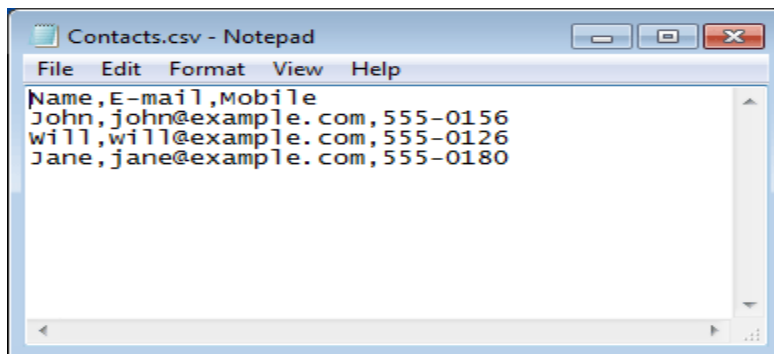 Contacts.csv - Notepad
File Edit Format View Help
Name,E-mail,Mobile
John,john@example.com,555-0156
Will,will@example.com,555-0126
Jane,jane@example.com,555-0180